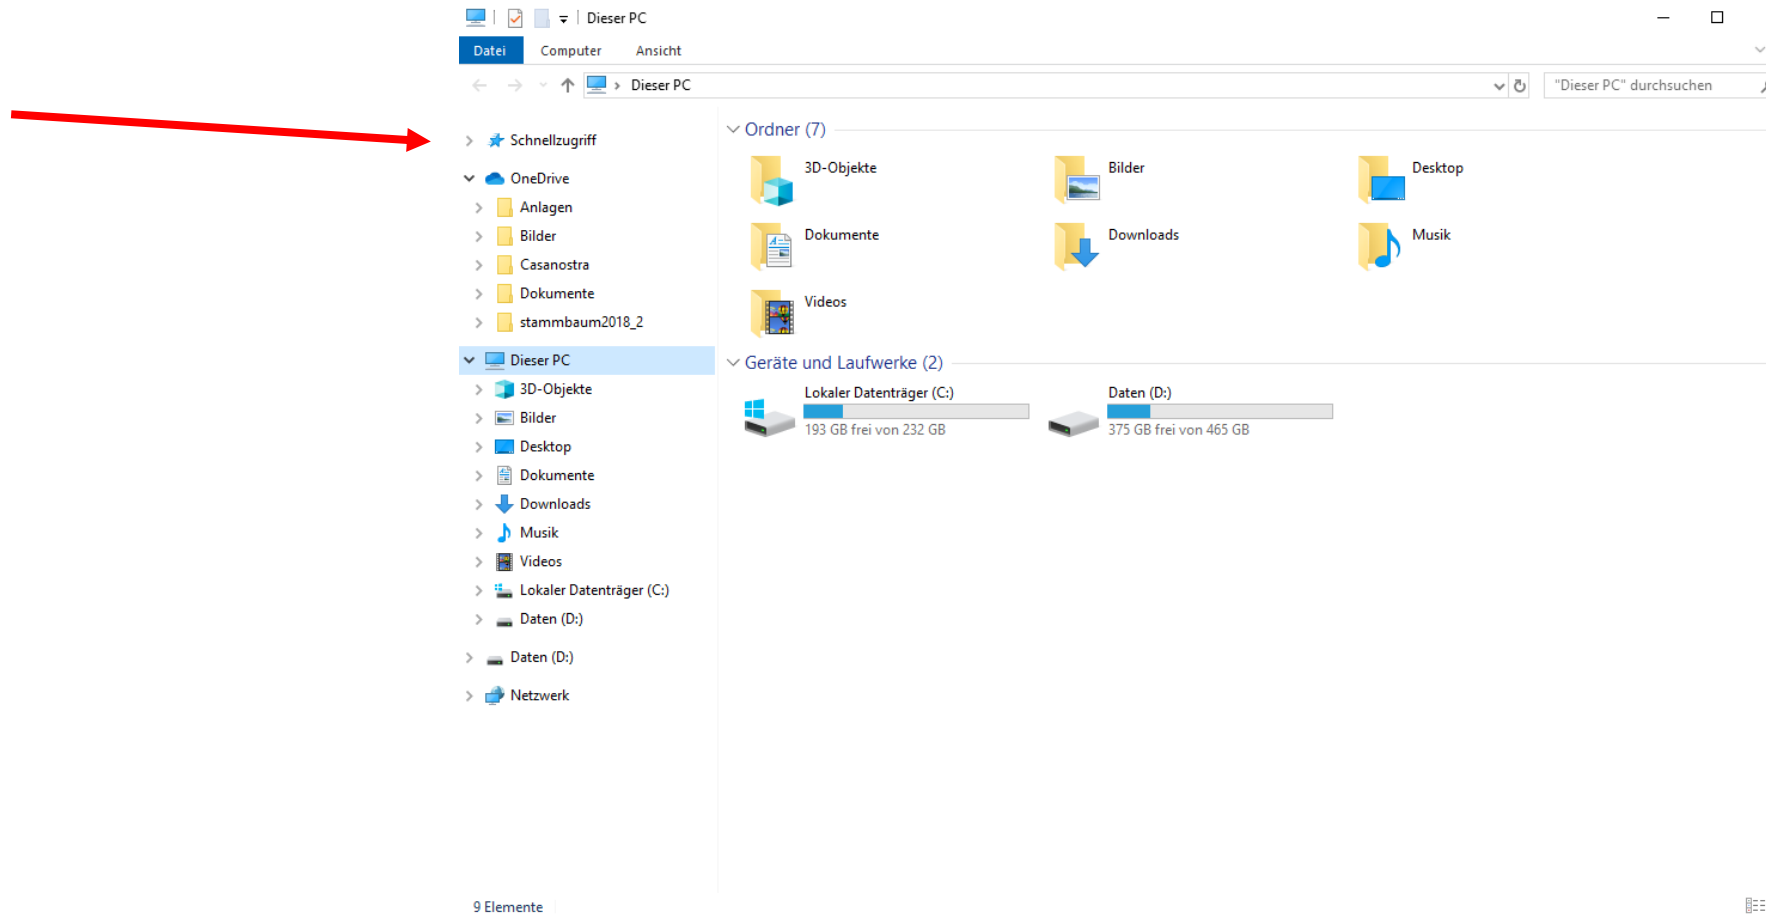 Dieser PC
Datei Computer Ansicht
Dieser PC "Dieser PC" durchsuchen
Schnellzugriff
OneDrive
Anlagen
Bilder
Casanostra
Dokumente
stammbaum2018_2
Dieser PC
3D-Objekte
Bilder
Desktop
Dokumente
Downloads
Musik
Videos
Lokaler Datenträger (C:)
Daten (D:)
Daten (D:)
Netzwerk
Ordner (7)
3D-Objekte Bilder Desktop
Dokumente Downloads Musik
Videos
Geräte und Laufwerke (2)
Lokaler Datenträger (C:) Daten (D:)
193 GB frei von 232 GB 375 GB frei von 465 GB
9 Elemente